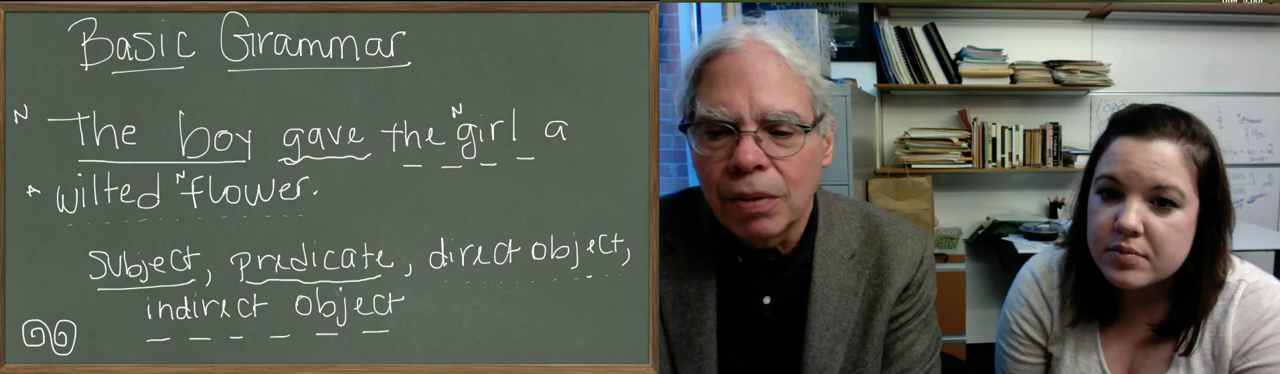 Basic Grammar
N N
The boy gave the girl a
A N
wilted flower.
subject, predicate, direct object,
indirect object